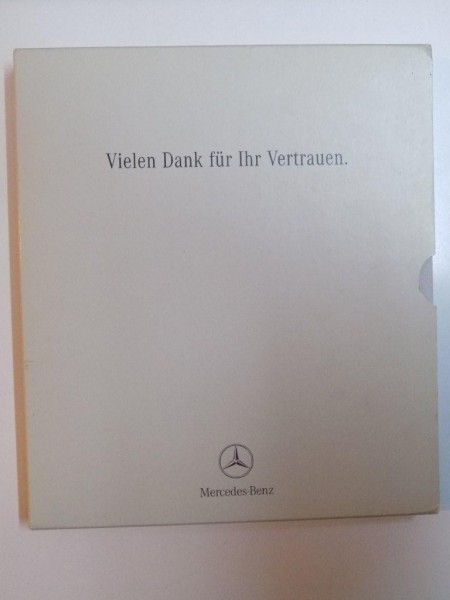 Vielen Dank für Ihr Vertrauen.
Mercedes-Benz